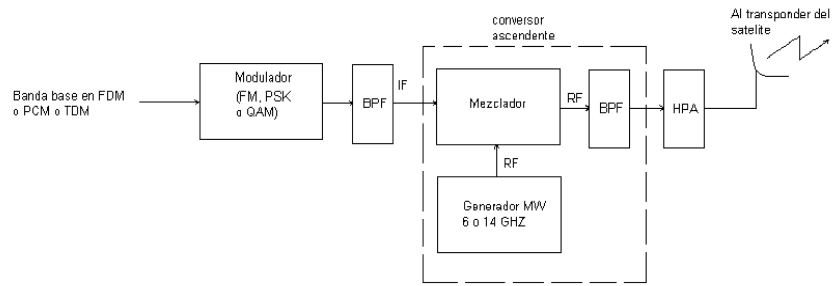 conversor
ascendente
Al transponder del
satelite
Banda base en FDM
o PCM o TDM
Modulador
(FM, PSK
o QAM)
BPF
IF
Mezclador
RF
BPF
HPA
RF
Generador MW
6 o 14 GHZ